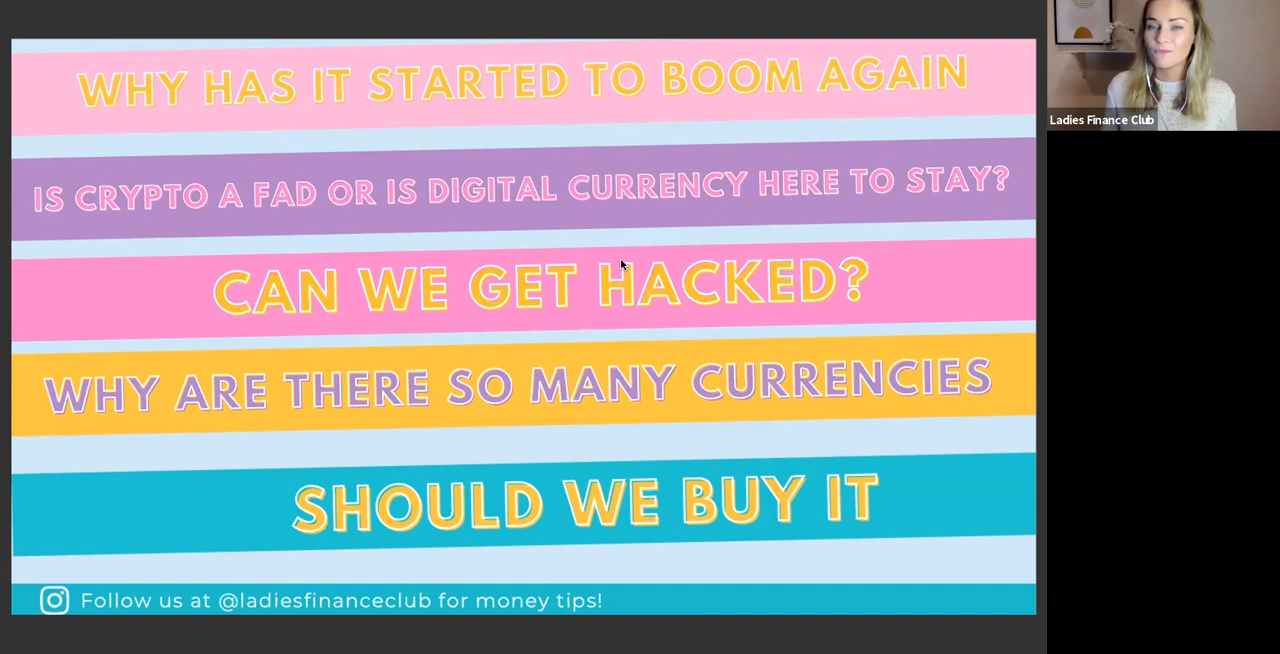 WHY HAS IT STARTED TO BOOM AGAIN
IS CRYPTO A FAD OR IS DIGITAL CURRENCY HERE TO STAY?
CAN WE GET HACKED?
WHY ARE THERE SO MANY CURRENCIES
SHOULD WE BUY IT
Follow us at @ladiesfinanceclub for money tips!
Ladies Finance Club